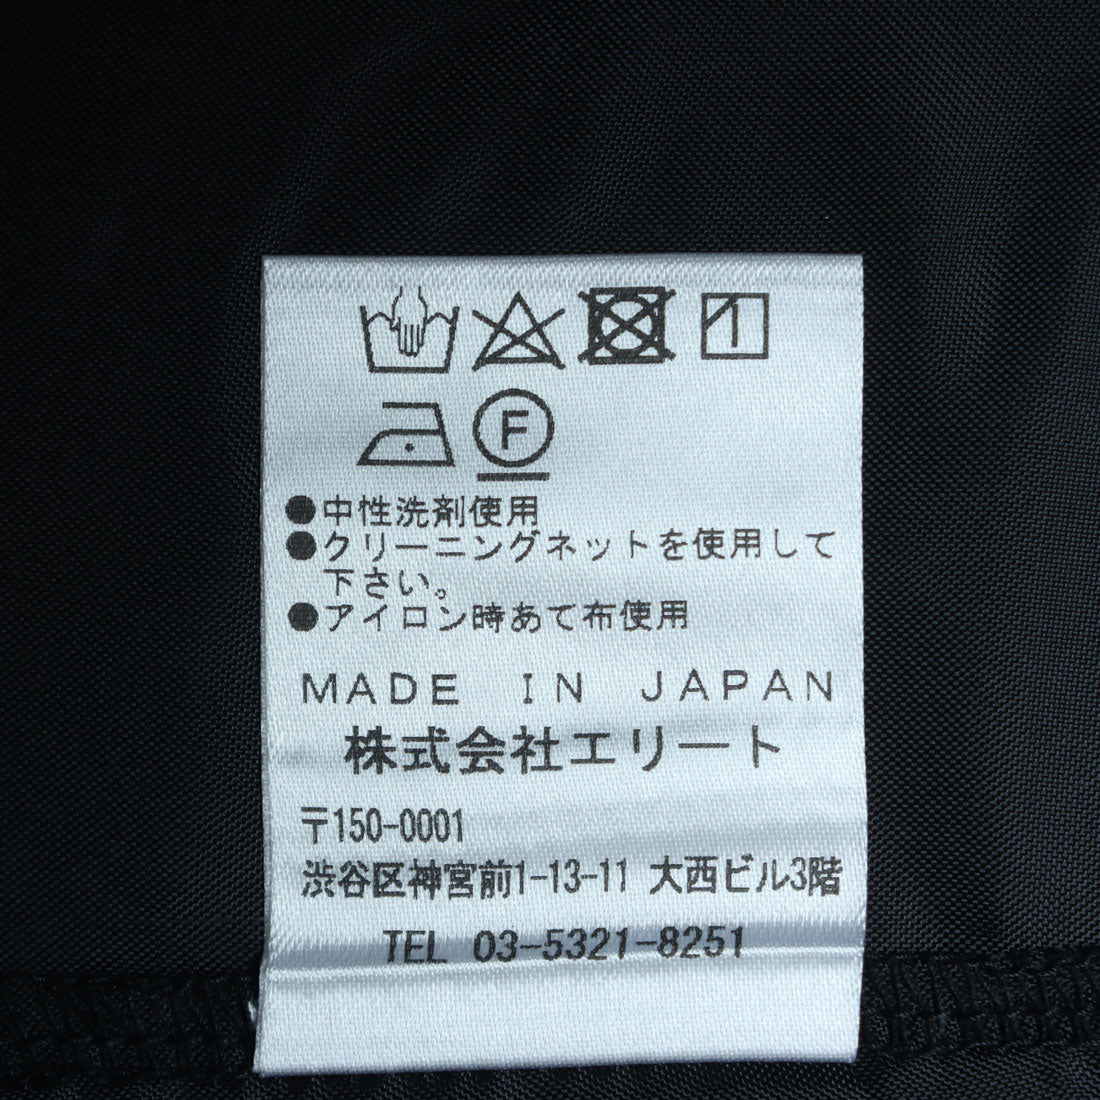 F
●中性洗剤使用
●クリーニングネットを使用して
下さい。
●アイロン時あて布使用
MADE IN JAPAN
株式会社エリート
〒150-0001
渋谷区神宮前1-13-11 大西ビル3階
TEL 03-5321-8251